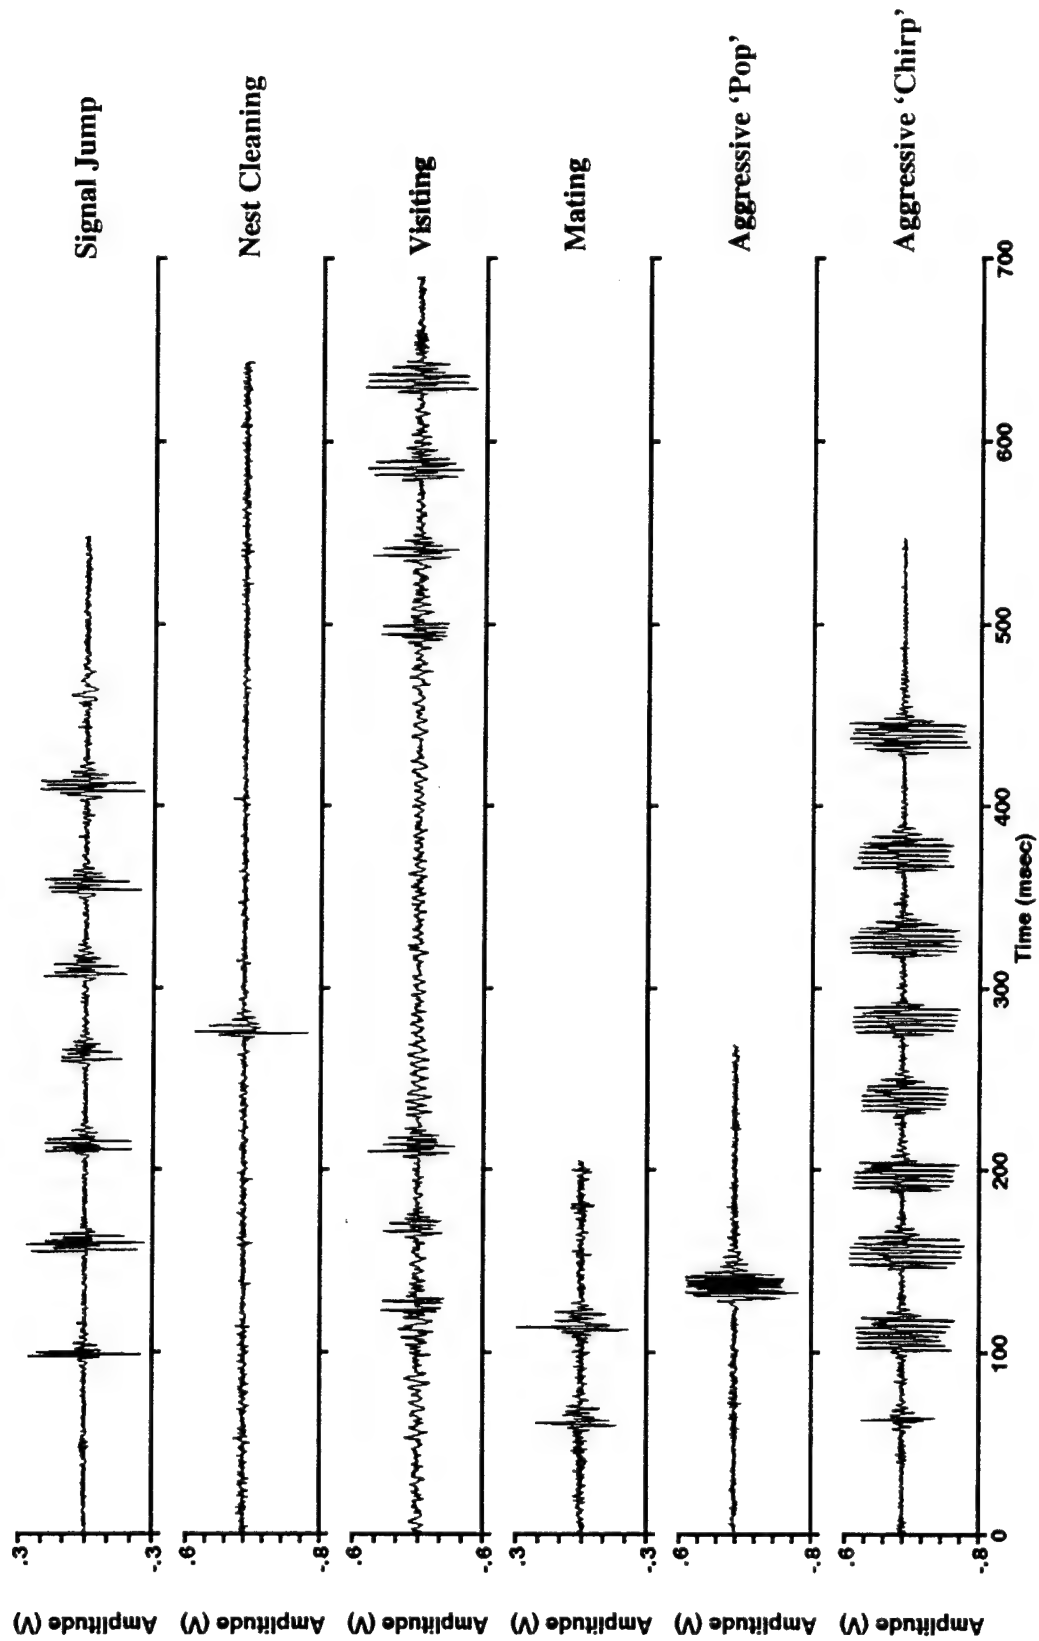 Signal Jump
Amplitude (V)
.3
-.3
Nest Cleaning
Amplitude (V)
.6
-.8
Visiting
Amplitude (V)
.6
-.6
Mating
Amplitude (V)
.3
-.3
Aggressive ‘Pop’
Amplitude (V)
.6
-.8
Aggressive ‘Chirp’
Amplitude (V)
.6
-.8
0 100 200 300 400 500 600 700
Time (msec)